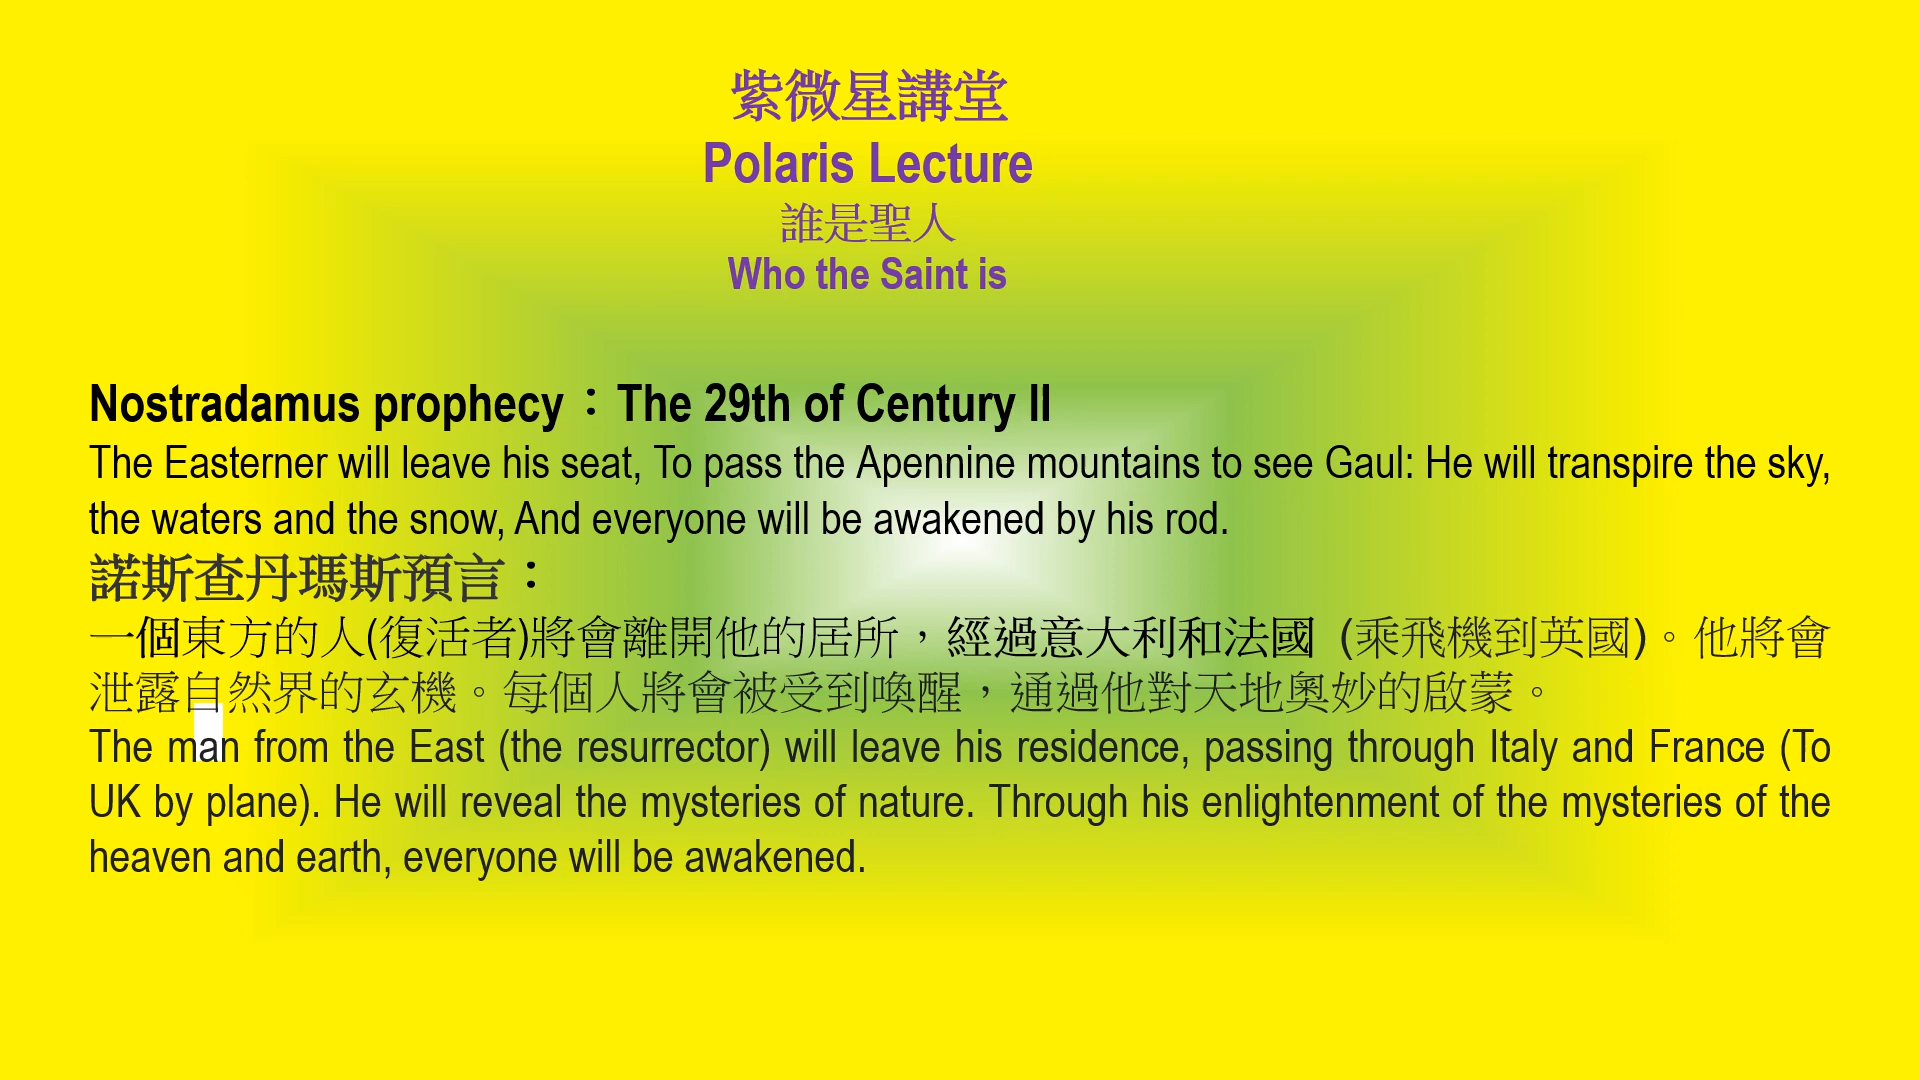 紫微星講堂
Polaris Lecture
誰是聖人
Who the Saint is
Nostradamus prophecy：The 29th of Century II
The Easterner will leave his seat, To pass the Apennine mountains to see Gaul: He will transpire the sky,
the waters and the snow, And everyone will be awakened by his rod.
諾斯查丹瑪斯預言：
一個東方的人(復活者)將會離開他的居所，經過意大利和法國 (乘飛機到英國)。他將會
泄露自然界的玄機。每個人將會被受到喚醒，通過他對天地奧妙的啟蒙。
The man from the East (the resurrector) will leave his residence, passing through Italy and France (To
UK by plane). He will reveal the mysteries of nature. Through his enlightenment of the mysteries of the
heaven and earth, everyone will be awakened.